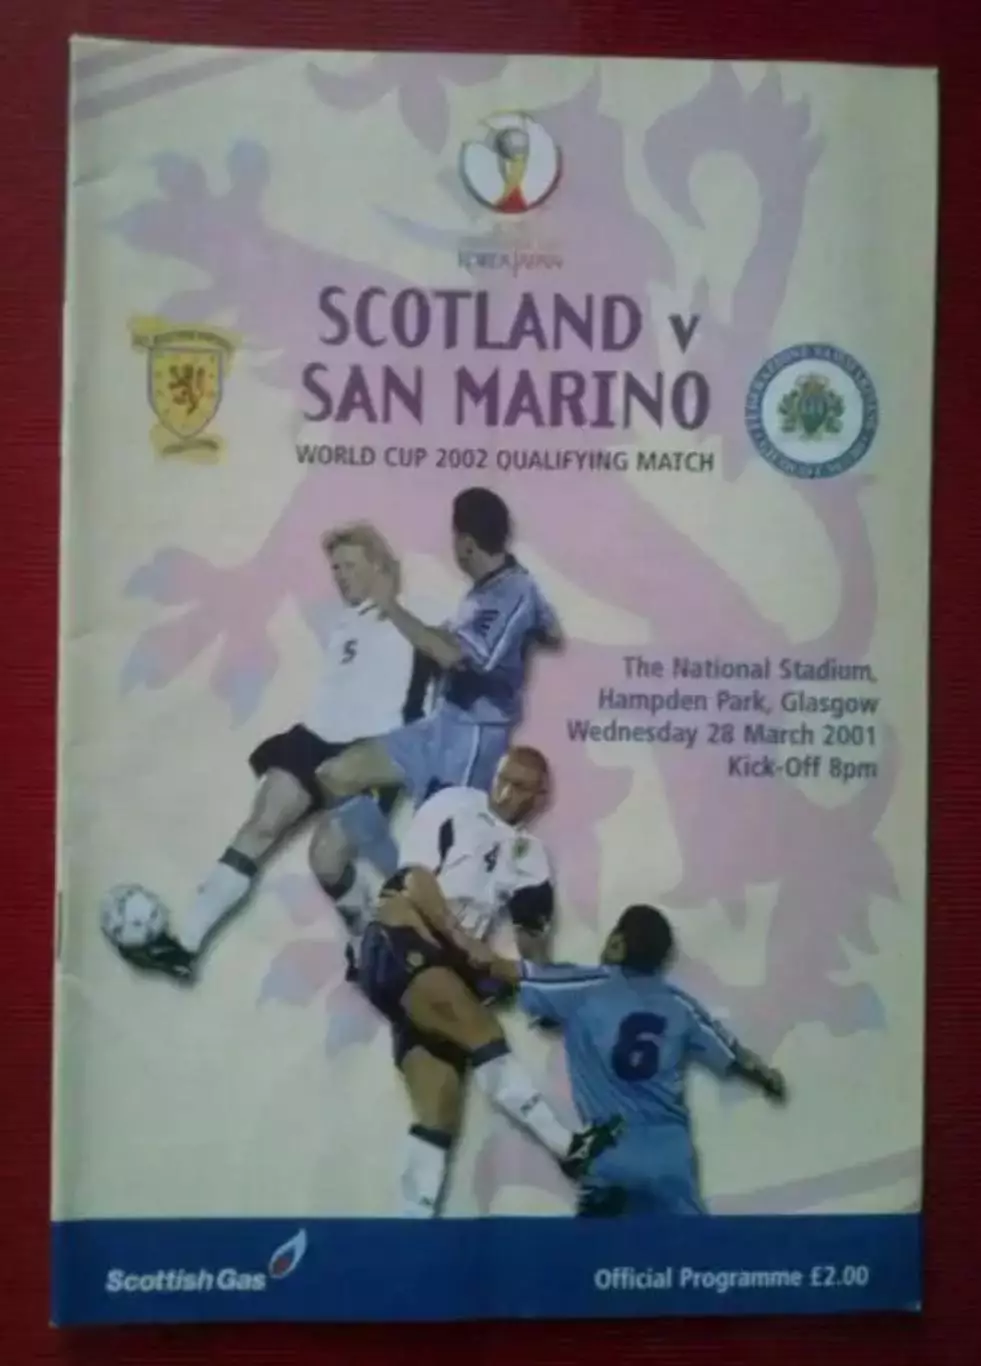 KOREA JAPAN
SCOTLAND v
SAN MARINO
WORLD CUP 2002 QUALIFYING MATCH
The National Stadium,
Hampden Park, Glasgow
Wednesday 28 March 2001
Kick-Off 8pm
5
4
6
Scottish Gas
Official Programme £2.00